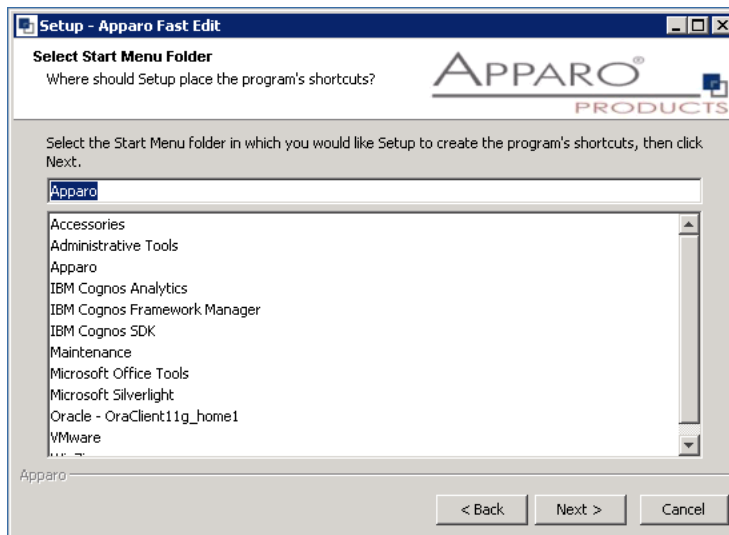 Setup - Apparo Fast Edit
Select Start Menu Folder
Where should Setup place the program's shortcuts?
APPARO®
PRODUCTS
Select the Start Menu folder in which you would like Setup to create the program's shortcuts, then click
Next.
Apparo
Accessories
Administrative Tools
Apparo
IBM Cognos Analytics
IBM Cognos Framework Manager
IBM Cognos SDK
Maintenance
Microsoft Office Tools
Microsoft Silverlight
Oracle - OraClient11g_home1
VMware
Apparo
< Back
Next >
Cancel